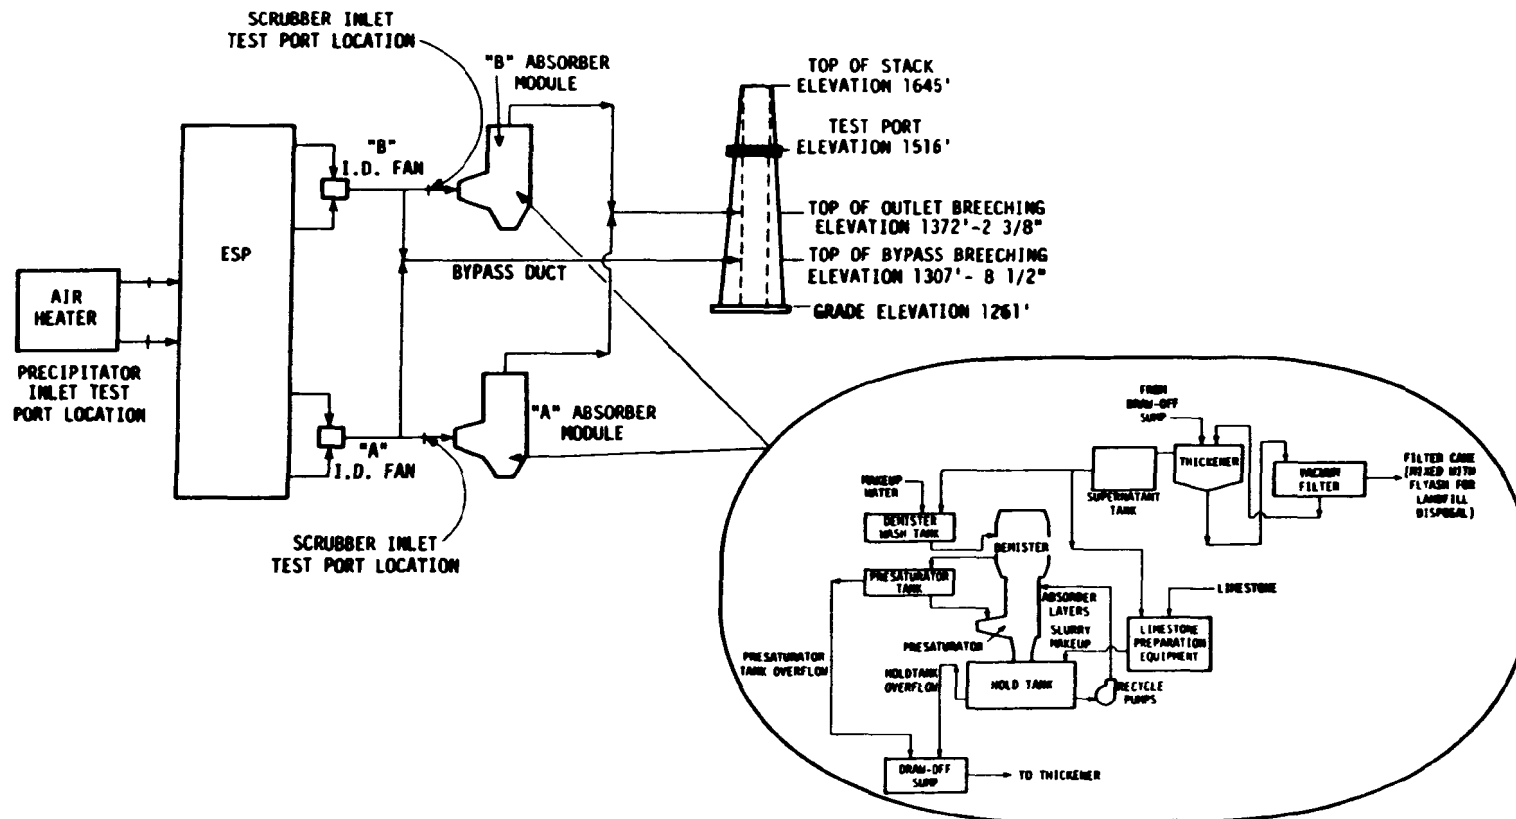 SCRUBBER INLET
TEST PORT LOCATION
"B" ABSORBER
MODULE
TOP OF STACK
ELEVATION 1645'
TEST PORT
ELEVATION 1516'
"B"
I.D. FAN
TOP OF OUTLET BREECHING
ELEVATION 1372'-2 3/8"
ESP
TOP OF BYPASS BREECHING
ELEVATION 1307'- 8 1/2"
BYPASS DUCT
AIR
HEATER
GRADE ELEVATION 1261'
PRECIPITATOR
INLET TEST
PORT LOCATION
"A" ABSORBER
MODULE
"A"
I.D. FAN
SCRUBBER INLET
TEST PORT LOCATION
FROM
DRAW-OFF
SUMP
THICKENER
VACUUM
FILTER
FILTER CAKE
(MIXED WITH
FLYASH FOR
LANDFILL
DISPOSAL)
SUPERNATANT
TANK
MAKEUP
WATER
DEMISTER
WASH TANK
DEMISTER
PRESATURATOR
TANK
LIMESTONE
ABSORBER
LAYERS
SLURRY
MAKEUP
LIMESTONE
PREPARATION
EQUIPMENT
PRESATURATOR
PRESATURATOR
TANK OVERFLOW
HOLDTANK
OVERFLOW
HOLD TANK
RECYCLE
PUMPS
DRAW-OFF
SUMP
TO THICKENER